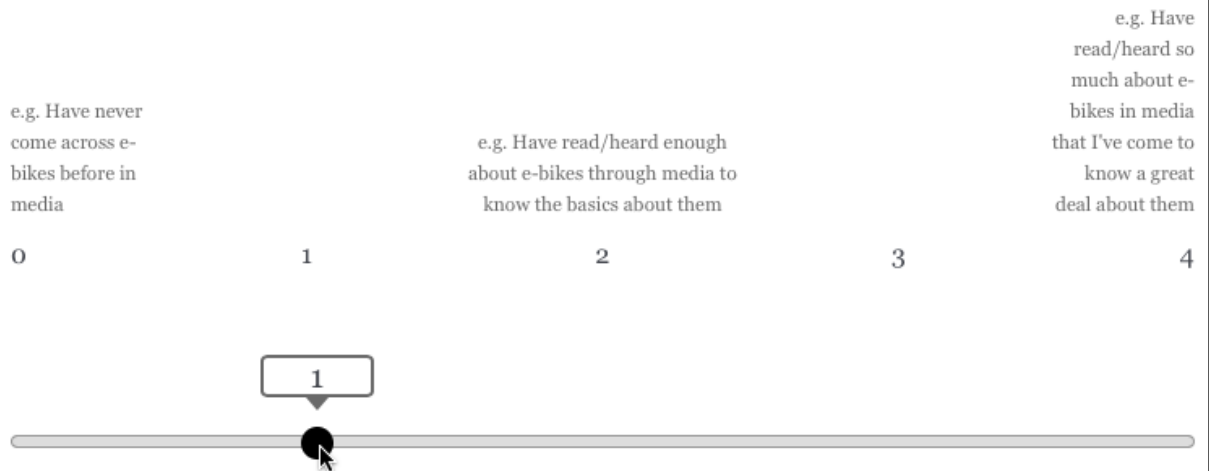 e.g. Have never
come across e-
bikes before in
media
e.g. Have read/heard enough
about e-bikes through media to
know the basics about them
e.g. Have
read/heard so
much about e-
bikes in media
that I've come to
know a great
deal about them
0 1 2 3 4
1